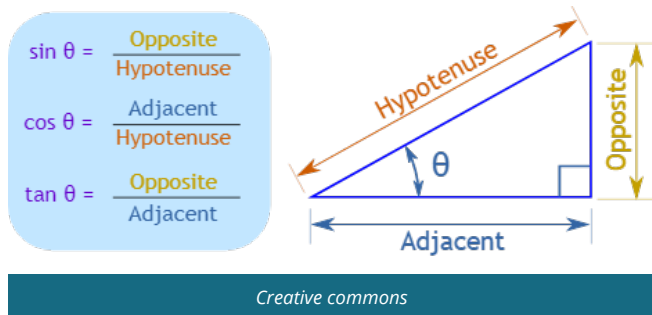 sin θ = Opposite
Hypotenuse
cos θ = Adjacent
Hypotenuse
tan θ = Opposite
Adjacent
Hypotenuse
θ
Opposite
Adjacent
Creative commons